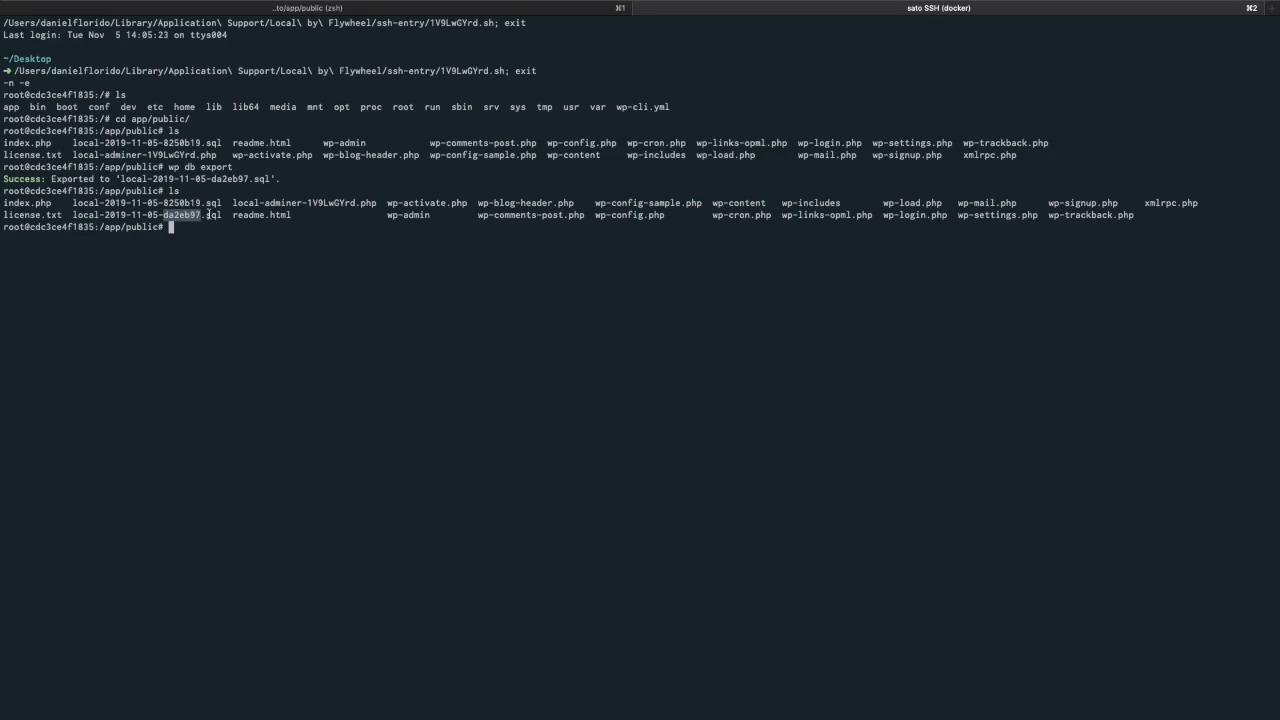 ..to/app/public (zsh) ⌘1 sato SSH (docker) ⌘2
/Users/danielflorido/Library/Application\ Support/Local\ by\ Flywheel/ssh-entry/1V9LwGYrd.sh; exit
Last login: Tue Nov  5 14:05:23 on ttys004
~/Desktop
➜ /Users/danielflorido/Library/Application\ Support/Local\ by\ Flywheel/ssh-entry/1V9LwGYrd.sh; exit
-n -e
root@cdc3ce4f1835:/# ls
app  bin  boot  conf  dev  etc  home  lib  lib64  media  mnt  opt  proc  root  run  sbin  srv  sys  tmp  usr  var  wp-cli.yml
root@cdc3ce4f1835:/# cd app/public/
root@cdc3ce4f1835:/app/public# ls
index.php  local-2019-11-05-8250b19.sql  readme.html  wp-admin  wp-comments-post.php  wp-config.php  wp-cron.php  wp-links-opml.php  wp-login.php  wp-settings.php  wp-trackback.php
license.txt  local-adminer-1V9LwGYrd.php  wp-activate.php  wp-blog-header.php  wp-config-sample.php  wp-content  wp-includes  wp-load.php  wp-mail.php  wp-signup.php  xmlrpc.php
root@cdc3ce4f1835:/app/public# wp db export
Success: Exported to 'local-2019-11-05-da2eb97.sql'.
root@cdc3ce4f1835:/app/public# ls
index.php  local-2019-11-05-8250b19.sql  local-adminer-1V9LwGYrd.php  wp-activate.php  wp-blog-header.php  wp-config-sample.php  wp-content  wp-includes  wp-load.php  wp-mail.php  wp-signup.php  xmlrpc.php
license.txt  local-2019-11-05-da2eb97.sql  readme.html  wp-admin  wp-comments-post.php  wp-config.php  wp-cron.php  wp-links-opml.php  wp-login.php  wp-settings.php  wp-trackback.php
root@cdc3ce4f1835:/app/public#